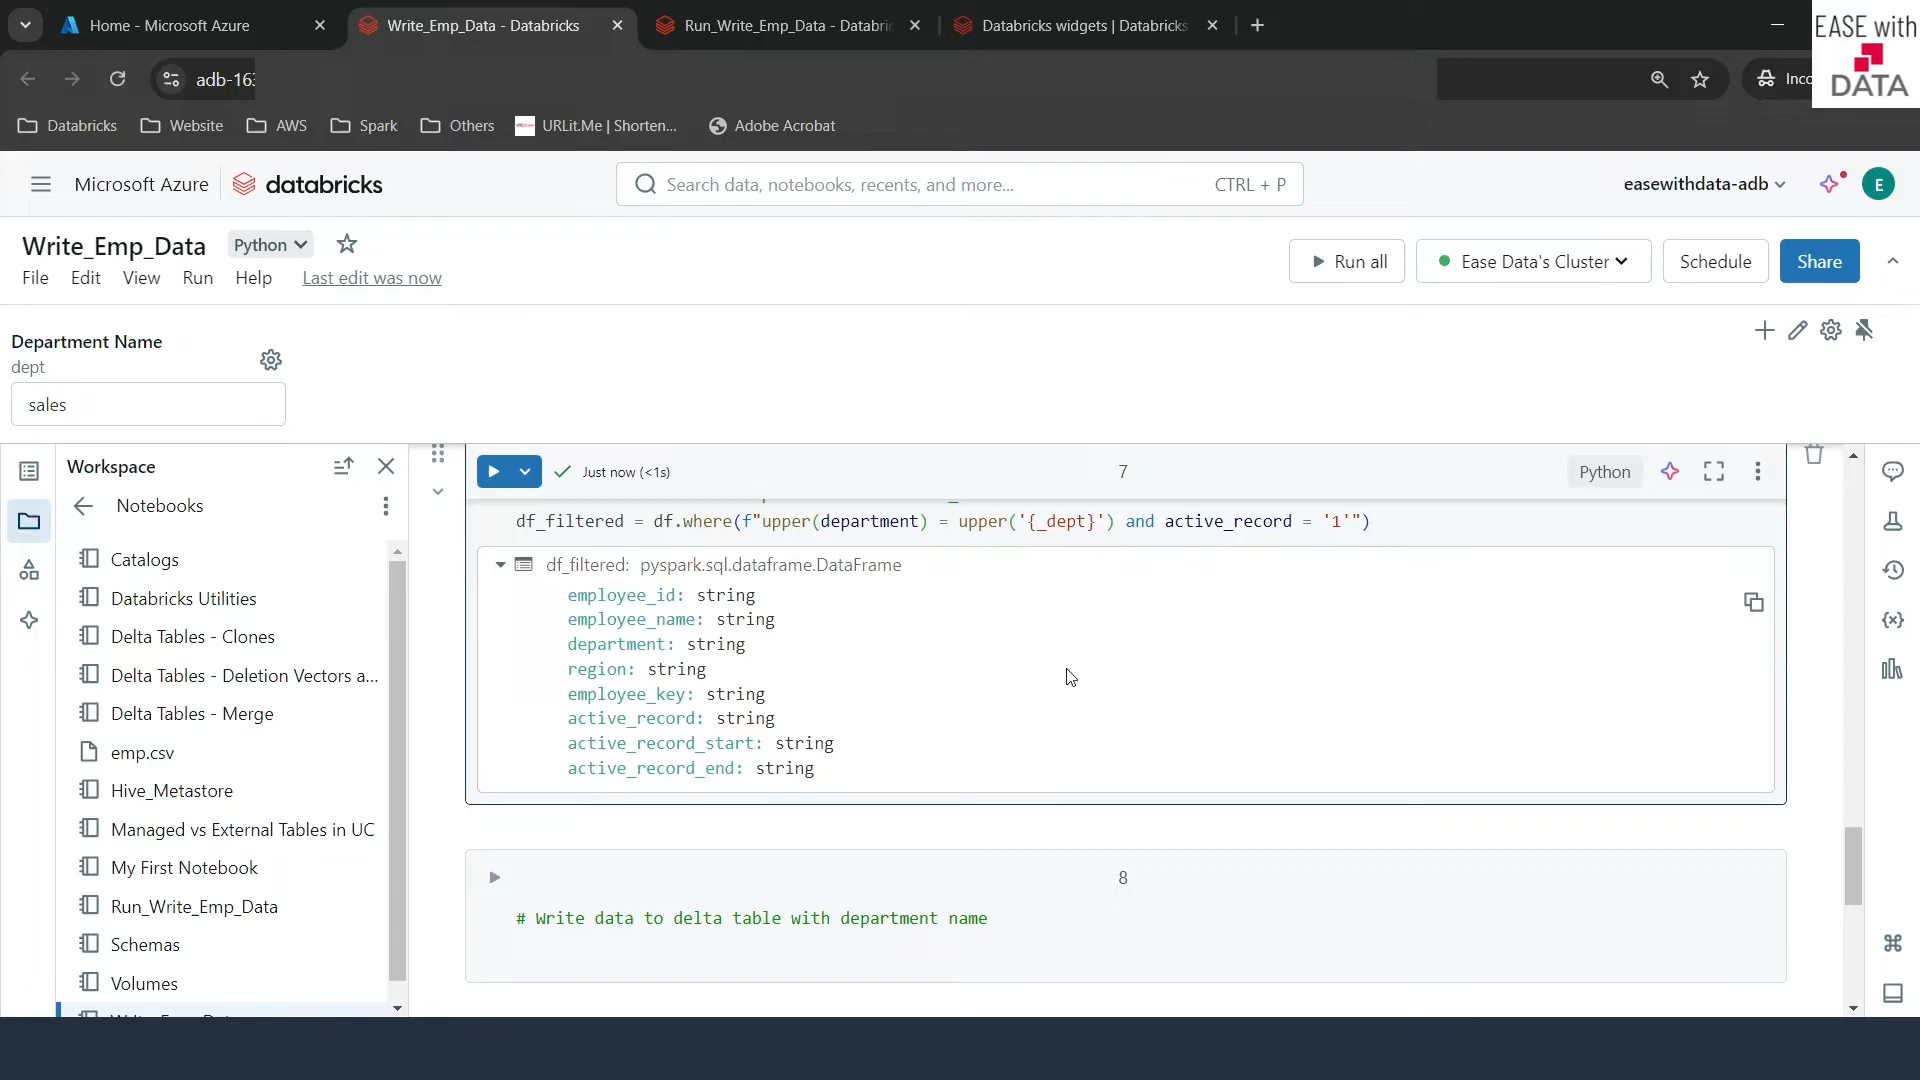 Home - Microsoft Azure
Write_Emp_Data - Databricks
Run_Write_Emp_Data - Databric
Databricks widgets | Databricks
EASE with
DATA
adb-163
Inco
Databricks
Website
AWS
Spark
Others
URLit.Me | Shorten...
Adobe Acrobat
Microsoft Azure
databricks
Search data, notebooks, recents, and more...
CTRL + P
easewithdata-adb
E
Write_Emp_Data
Python
File
Edit
View
Run
Help
Last edit was now
Run all
Ease Data's Cluster
Schedule
Share
Department Name
dept
sales
Workspace
Notebooks
Catalogs
Databricks Utilities
Delta Tables - Clones
Delta Tables - Deletion Vectors a...
Delta Tables - Merge
emp.csv
Hive_Metastore
Managed vs External Tables in UC
My First Notebook
Run_Write_Emp_Data
Schemas
Volumes
Just now (<1s)
7
Python
df_filtered = df.where(f"upper(department) = upper('{_dept}') and active_record = '1'")
df_filtered: pyspark.sql.dataframe.DataFrame
employee_id: string
employee_name: string
department: string
region: string
employee_key: string
active_record: string
active_record_start: string
active_record_end: string
8
# Write data to delta table with department name